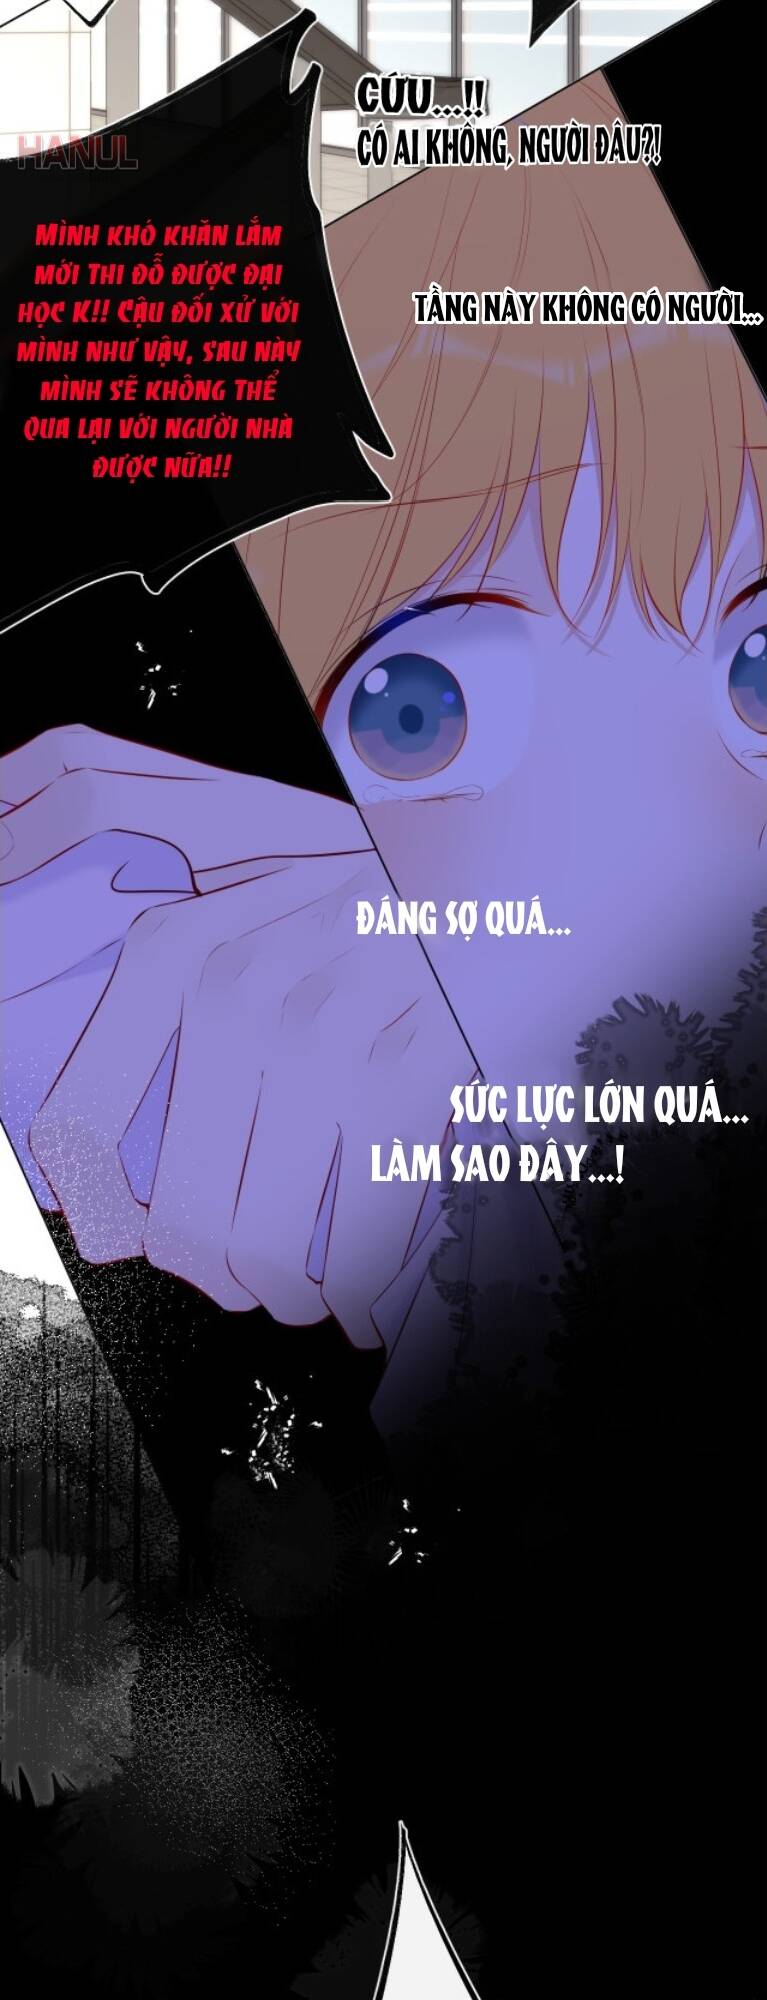 CỨU...!!
CÓ AI KHÔNG, NGƯỜI ĐÂU?!
HANUL
MÌNH KHÓ KHĂN LẮM
MỚI THI ĐỖ ĐƯỢC ĐẠI
HỌC K!! CẬU ĐỐI XỬ VỚI
MÌNH NHƯ VẬY, SAU NÀY
MÌNH SẼ KHÔNG THỂ
QUA LẠI VỚI NGƯỜI NHÀ
ĐƯỢC NỮA!!
TẦNG NÀY KHÔNG CÓ NGƯỜI...
ĐÁNG SỢ QUÁ...
SỨC LỰC LỚN QUÁ...
LÀM SAO ĐÂY...!